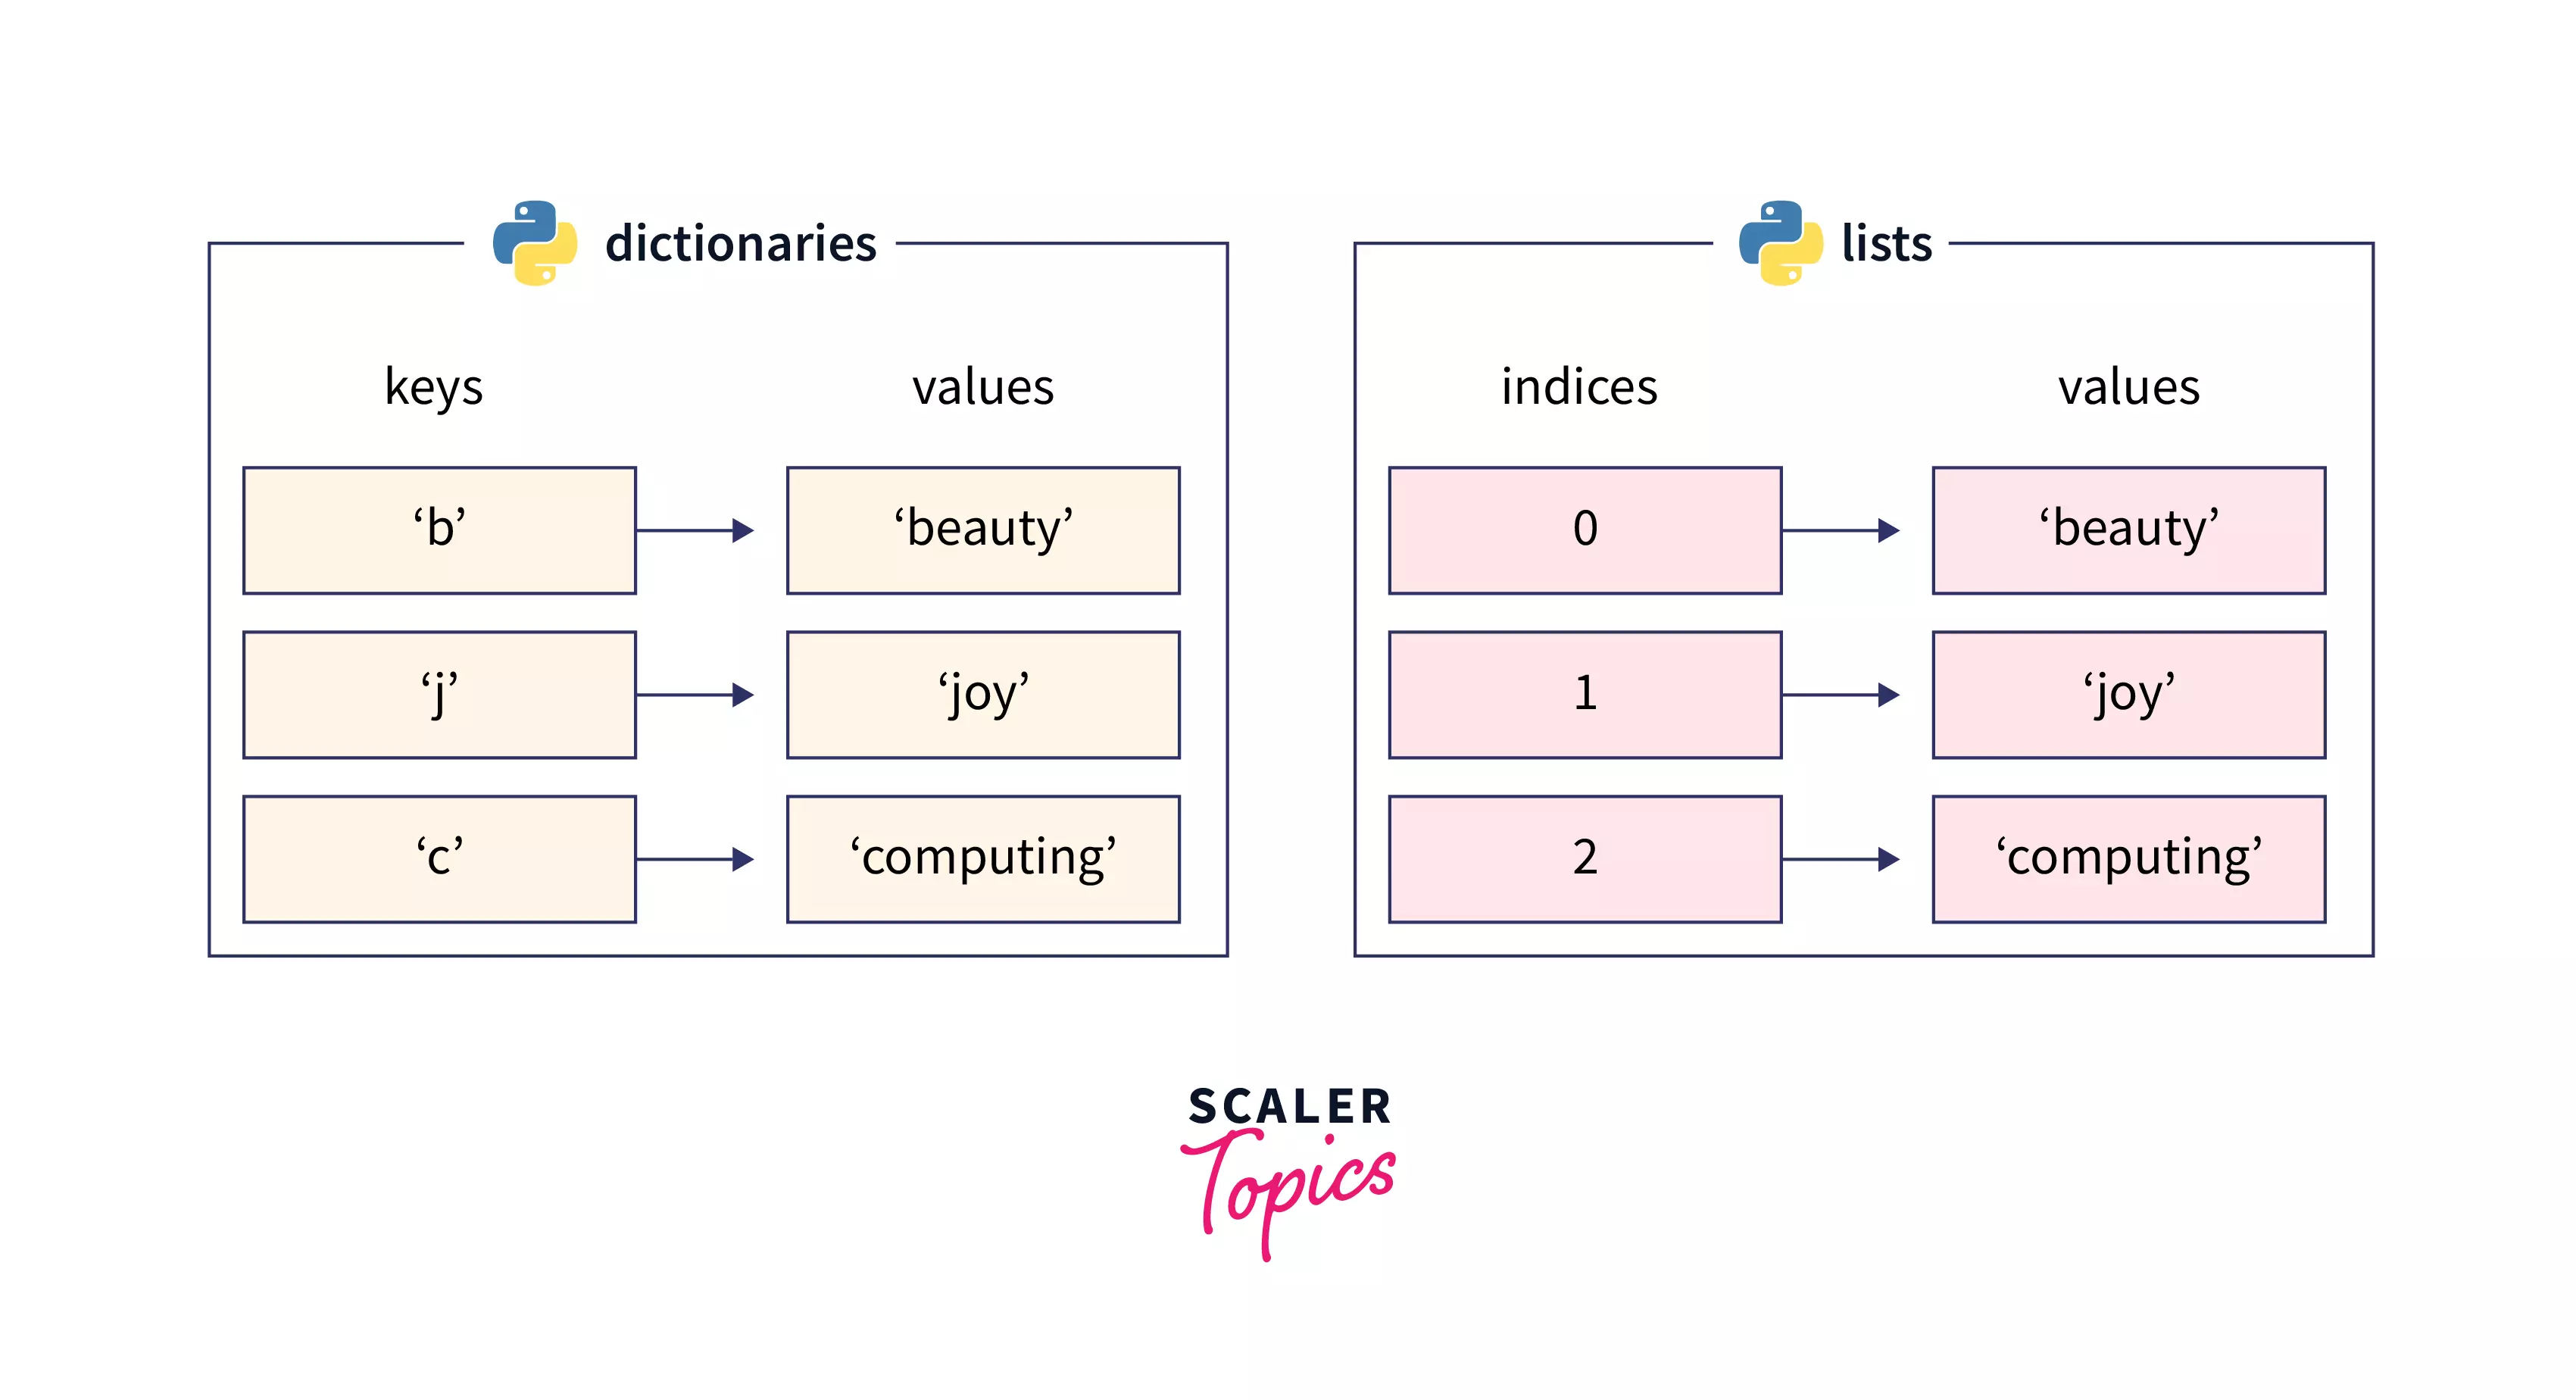 dictionaries
keys values
‘b’ ‘beauty’
‘j’ ‘joy’
‘c’ ‘computing’
lists
indices values
0 ‘beauty’
1 ‘joy’
2 ‘computing’
SCALER
Topics